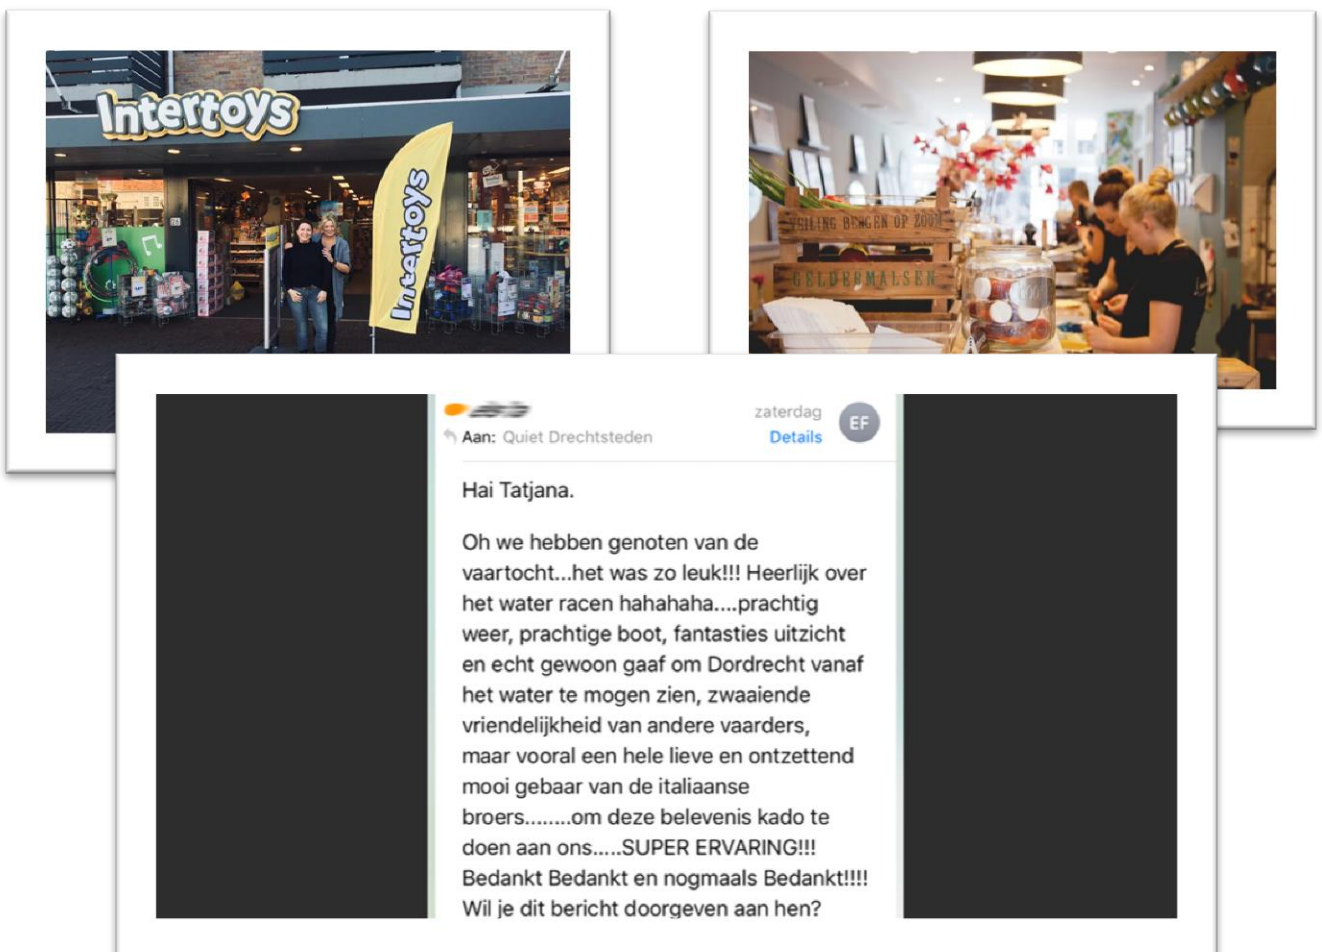 Intertoys
Intertoys
VEILING BERGEN OP ZOOM
GELDERMALSEN
zaterdag
EF
Aan: Quiet Drechtsteden
Details
Hai Tatjana.
Oh we hebben genoten van de
vaartocht...het was zo leuk!!! Heerlijk over
het water racen hahahaha....prachtig
weer, prachtige boot, fantasties uitzicht
en echt gewoon gaaf om Dordrecht vanaf
het water te mogen zien, zwaaiende
vriendelijkheid van andere vaarders,
maar vooral een hele lieve en ontzettend
mooi gebaar van de italiaanse
broers........om deze belevenis kado te
doen aan ons.....SUPER ERVARING!!!
Bedankt Bedankt en nogmaals Bedankt!!!!
Wil je dit bericht doorgeven aan hen?